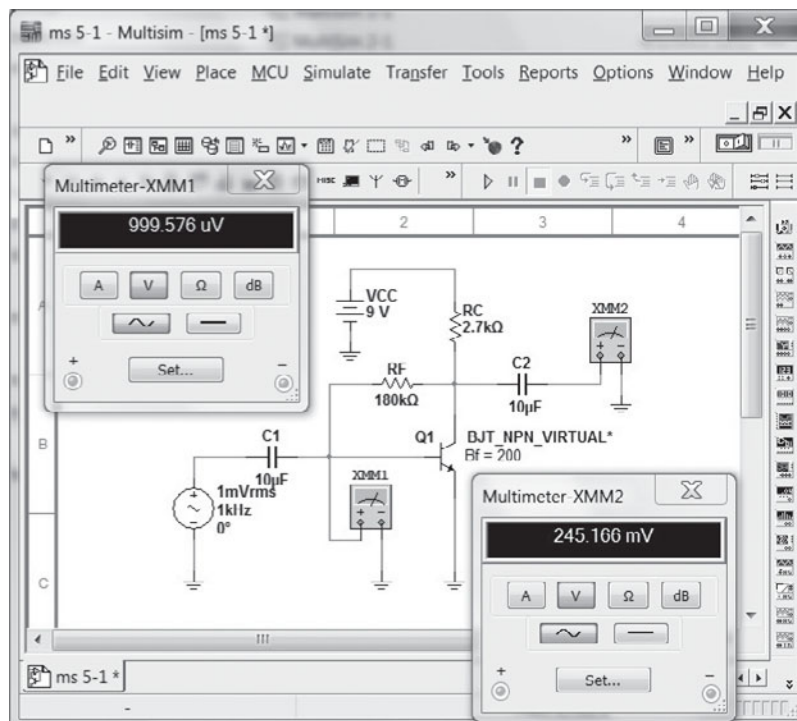 ms 5-1 - Multisim - [ms 5-1 *]
File Edit View Place MCU Simulate Transfer Tools Reports Options Window Help
Multimeter-XMM1
999.576 uV
A V Ω dB
Set...
+ -
2 3 4
VCC
9 V
RC
2.7kΩ
XMM2
+ -
RF
180kΩ
C2
10µF
B
C1
10µF
Q1
BJT_NPN_VIRTUAL*
Bf = 200
XMM1
+ -
1mVrms
1kHz
0°
C
Multimeter-XMM2
245.166 mV
A V Ω dB
Set...
+ -
ms 5-1 *